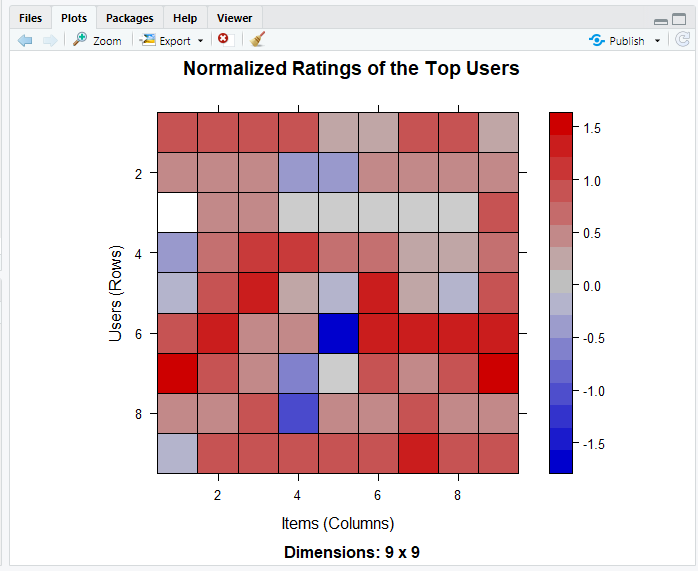 Files Plots Packages Help Viewer
Zoom Export Publish
Normalized Ratings of the Top Users
2
4
6
8
Users (Rows)
1.5
1.0
0.5
0.0
-0.5
-1.0
-1.5
2 4 6 8
Items (Columns)
Dimensions: 9 x 9